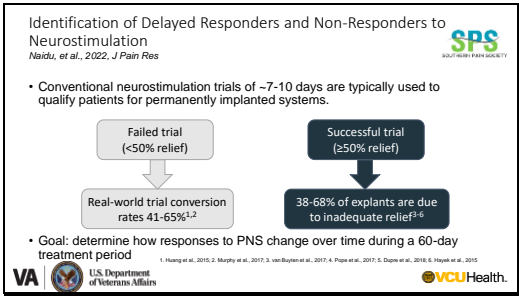 Identification of Delayed Responders and Non-Responders to
Neurostimulation
Naidu, et al., 2022, J Pain Res
SPS
SOUTHERN PAIN SOCIETY
• Conventional neurostimulation trials of ~7-10 days are typically used to
qualify patients for permanently implanted systems.
Failed trial
(<50% relief)
Successful trial
(≥50% relief)
Real-world trial conversion
rates 41-65%1,2
38-68% of explants are due
to inadequate relief3-6
• Goal: determine how responses to PNS change over time during a 60-day
treatment period
1. Huang et al., 2015; 2. Murphy et al., 2017; 3. van Buyten et al., 2017; 4. Pope et al., 2017; 5. Dupre et al., 2018; 6. Hayek et al., 2015
VA
U.S. Department
of Veterans Affairs
VCUHealth.